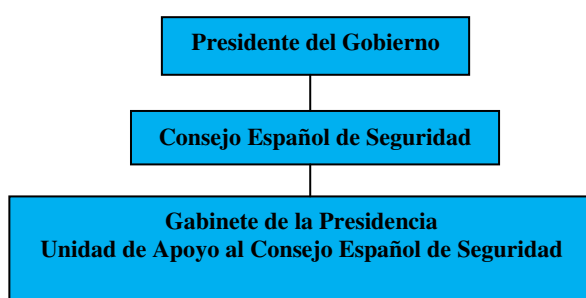 Presidente del Gobierno
Consejo Español de Seguridad
Gabinete de la Presidencia
Unidad de Apoyo al Consejo Español de Seguridad